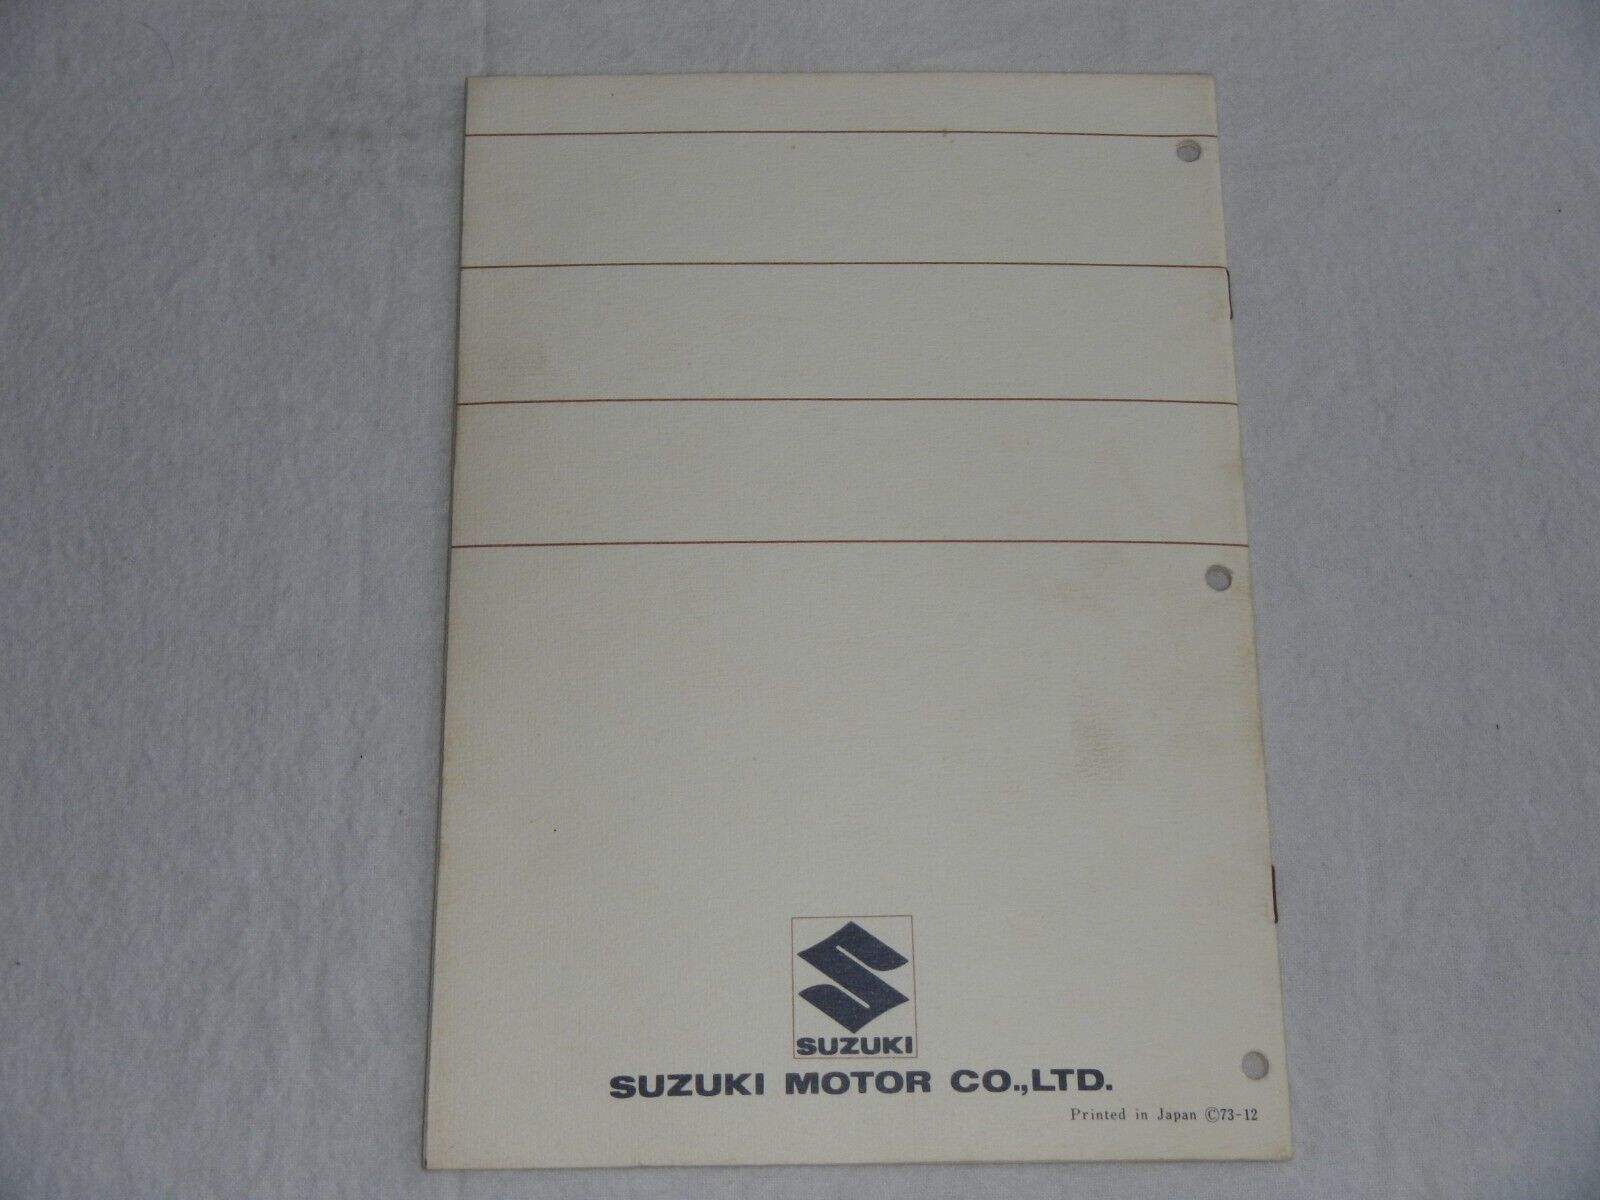 SUZUKI
SUZUKI MOTOR CO.,LTD.
Printed in Japan ©73-12